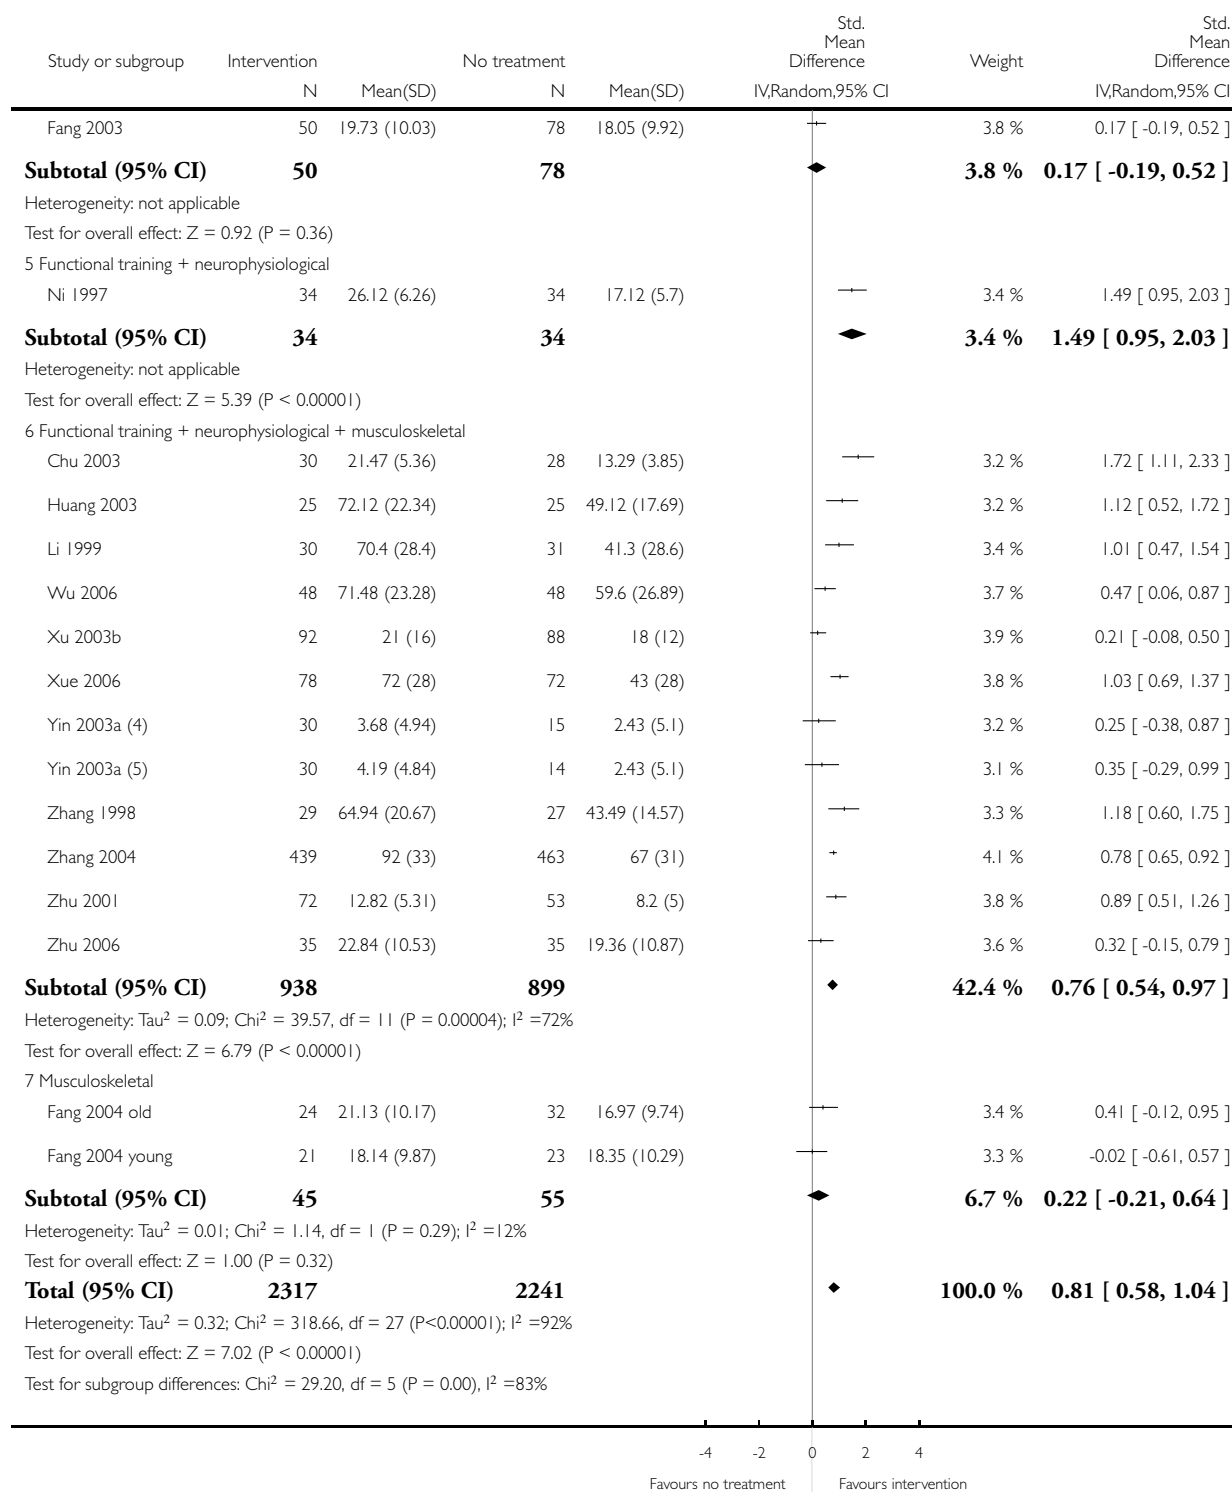 Study or subgroup Intervention No treatment Std. Mean Difference Weight Std. Mean Difference
N Mean(SD) N Mean(SD) IV,Random,95% CI IV,Random,95% CI
Fang 2003 50 19.73 (10.03) 78 18.05 (9.92) 3.8 % 0.17 [ -0.19, 0.52 ]
Subtotal (95% CI) 50 78 3.8 % 0.17 [ -0.19, 0.52 ]
Heterogeneity: not applicable
Test for overall effect: Z = 0.92 (P = 0.36)
5 Functional training + neurophysiological
Ni 1997 34 26.12 (6.26) 34 17.12 (5.7) 3.4 % 1.49 [ 0.95, 2.03 ]
Subtotal (95% CI) 34 34 3.4 % 1.49 [ 0.95, 2.03 ]
Heterogeneity: not applicable
Test for overall effect: Z = 5.39 (P < 0.00001)
6 Functional training + neurophysiological + musculoskeletal
Chu 2003 30 21.47 (5.36) 28 13.29 (3.85) 3.2 % 1.72 [ 1.11, 2.33 ]
Huang 2003 25 72.12 (22.34) 25 49.12 (17.69) 3.2 % 1.12 [ 0.52, 1.72 ]
Li 1999 30 70.4 (28.4) 31 41.3 (28.6) 3.4 % 1.01 [ 0.47, 1.54 ]
Wu 2006 48 71.48 (23.28) 48 59.6 (26.89) 3.7 % 0.47 [ 0.06, 0.87 ]
Xu 2003b 92 21 (16) 88 18 (12) 3.9 % 0.21 [ -0.08, 0.50 ]
Xue 2006 78 72 (28) 72 43 (28) 3.8 % 1.03 [ 0.69, 1.37 ]
Yin 2003a (4) 30 3.68 (4.94) 15 2.43 (5.1) 3.2 % 0.25 [ -0.38, 0.87 ]
Yin 2003a (5) 30 4.19 (4.84) 14 2.43 (5.1) 3.1 % 0.35 [ -0.29, 0.99 ]
Zhang 1998 29 64.94 (20.67) 27 43.49 (14.57) 3.3 % 1.18 [ 0.60, 1.75 ]
Zhang 2004 439 92 (33) 463 67 (31) 4.1 % 0.78 [ 0.65, 0.92 ]
Zhu 2001 72 12.82 (5.31) 53 8.2 (5) 3.8 % 0.89 [ 0.51, 1.26 ]
Zhu 2006 35 22.84 (10.53) 35 19.36 (10.87) 3.6 % 0.32 [ -0.15, 0.79 ]
Subtotal (95% CI) 938 899 42.4 % 0.76 [ 0.54, 0.97 ]
Heterogeneity: Tau² = 0.09; Chi² = 39.57, df = 11 (P = 0.00004); I² =72%
Test for overall effect: Z = 6.79 (P < 0.00001)
7 Musculoskeletal
Fang 2004 old 24 21.13 (10.17) 32 16.97 (9.74) 3.4 % 0.41 [ -0.12, 0.95 ]
Fang 2004 young 21 18.14 (9.87) 23 18.35 (10.29) 3.3 % -0.02 [ -0.61, 0.57 ]
Subtotal (95% CI) 45 55 6.7 % 0.22 [ -0.21, 0.64 ]
Heterogeneity: Tau² = 0.01; Chi² = 1.14, df = 1 (P = 0.29); I² =12%
Test for overall effect: Z = 1.00 (P = 0.32)
Total (95% CI) 2317 2241 100.0 % 0.81 [ 0.58, 1.04 ]
Heterogeneity: Tau² = 0.32; Chi² = 318.66, df = 27 (P<0.00001); I² =92%
Test for overall effect: Z = 7.02 (P < 0.00001)
Test for subgroup differences: Chi² = 29.20, df = 5 (P = 0.00), I² =83%
-4 -2 0 2 4
Favours no treatment Favours intervention